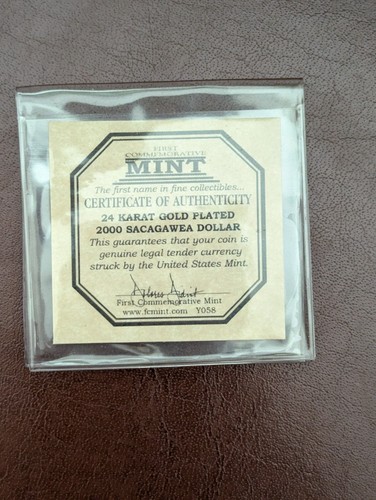 FIRST
COMMEMORATIVE
MINT
The first name in fine collectibles...
CERTIFICATE OF AUTHENTICITY
24 KARAT GOLD PLATED
2000 SACAGAWEA DOLLAR
This guarantees that your coin is
genuine legal tender currency
struck by the United States Mint.
First Commemorative Mint
www.fcmint.com Y058